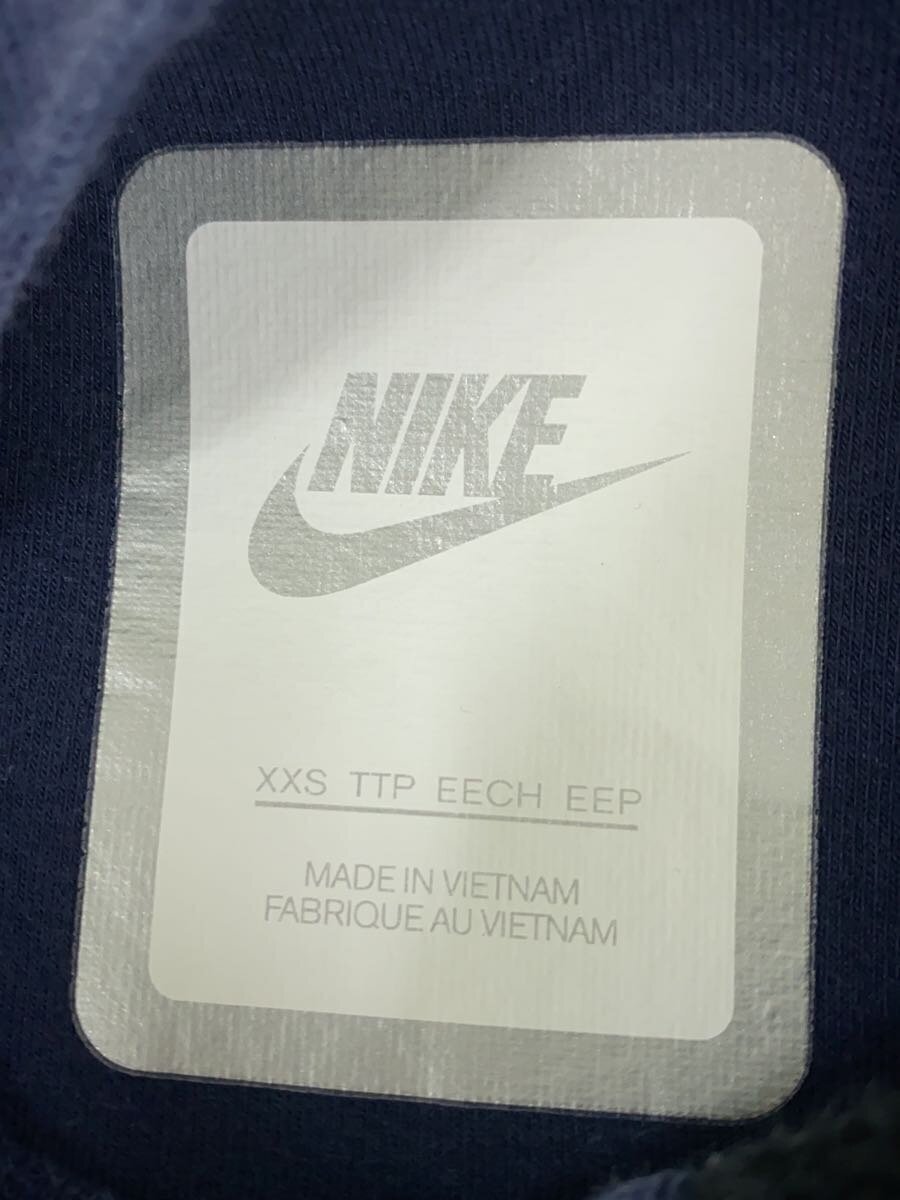 NIKE
XXS TTP EECH EEP
MADE IN VIETNAM
FABRIQUE AU VIETNAM